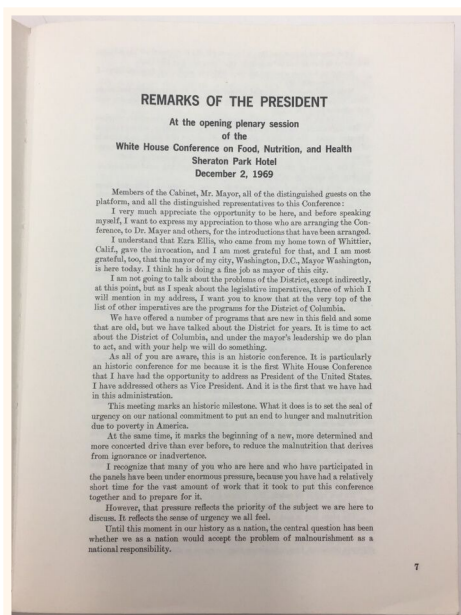 REMARKS OF THE PRESIDENT
At the opening plenary session
of the
White House Conference on Food, Nutrition, and Health
Sheraton Park Hotel
December 2, 1969
Members of the Cabinet, Mr. Mayor, all of the distinguished guests on the
platform, and all the distinguished representatives to this Conference:
I very much appreciate the opportunity to be here, and before speaking
myself, I want to express my appreciation to those who are arranging the Con-
ference, to Dr. Mayer and others, for the introductions that have been arranged.
I understand that Ezra Ellis, who came from my home town of Whittier,
Calif., gave the invocation, and I am most grateful for that, and I am most
grateful, too, that the mayor of my city, Washington, D.C., Mayor Washington,
is here today. I think he is doing a fine job as mayor of this city.
I am not going to talk about the problems of the District, except indirectly,
at this point, but as I speak about the legislative imperatives, three of which I
will mention in my address, I want you to know that at the very top of the
list of other imperatives are the programs for the District of Columbia.
We have offered a number of programs that are new in this field and some
that are old, but we have talked about the District for years. It is time to act
about the District of Columbia, and under the mayor's leadership we do plan
to act, and with your help we will do something.
As all of you are aware, this is an historic conference. It is particularly
an historic conference for me because it is the first White House Conference
that I have had the opportunity to address as President of the United States.
I have addressed others as Vice President. And it is the first that we have had
in this administration.
This meeting marks an historic milestone. What it does is to set the seal of
urgency on our national commitment to put an end to hunger and malnutrition
due to poverty in America.
At the same time, it marks the beginning of a new, more determined and
more concerted drive than ever before, to reduce the malnutrition that derives
from ignorance or inadvertence.
I recognize that many of you who are here and who have participated in
the panels have been under enormous pressure, because you have had a relatively
short time for the vast amount of work that it took to put this conference
together and to prepare for it.
However, that pressure reflects the priority of the subject we are here to
discuss. It reflects the sense of urgency we all feel.
Until this moment in our history as a nation, the central question has been
whether we as a nation would accept the problem of malnourishment as a
national responsibility.
7